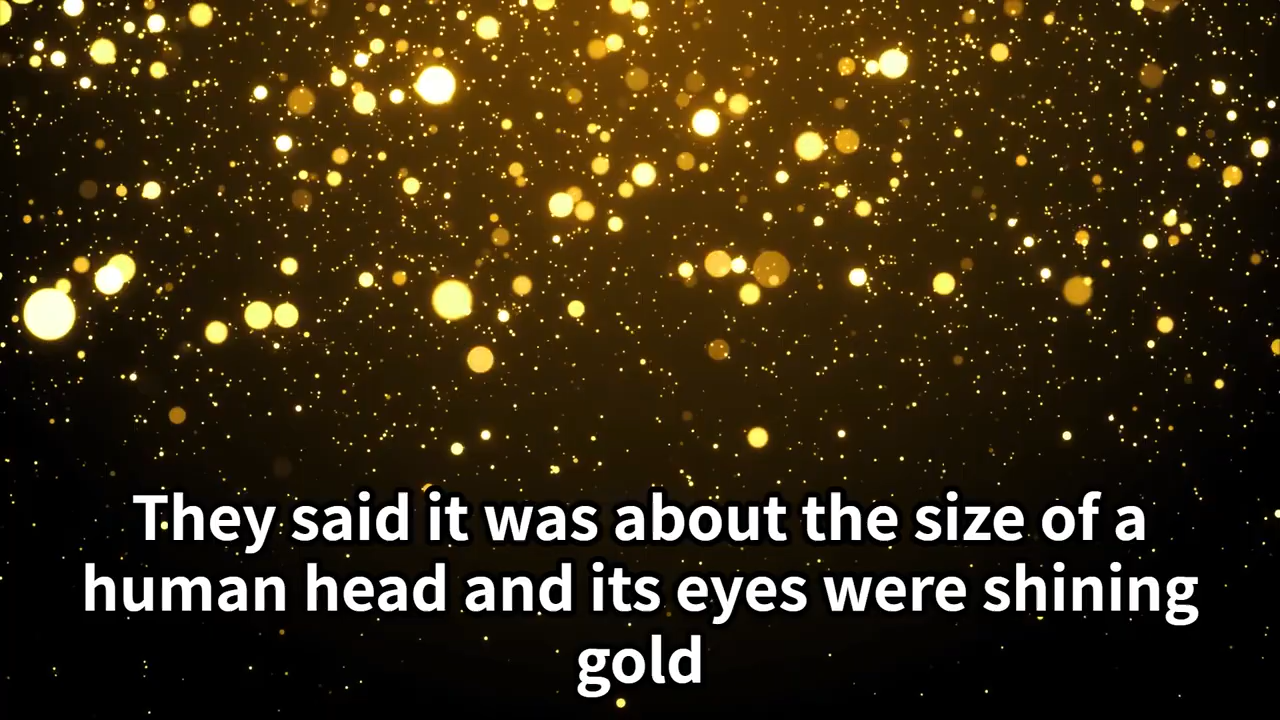 They said it was about the size of a
human head and its eyes were shining
gold